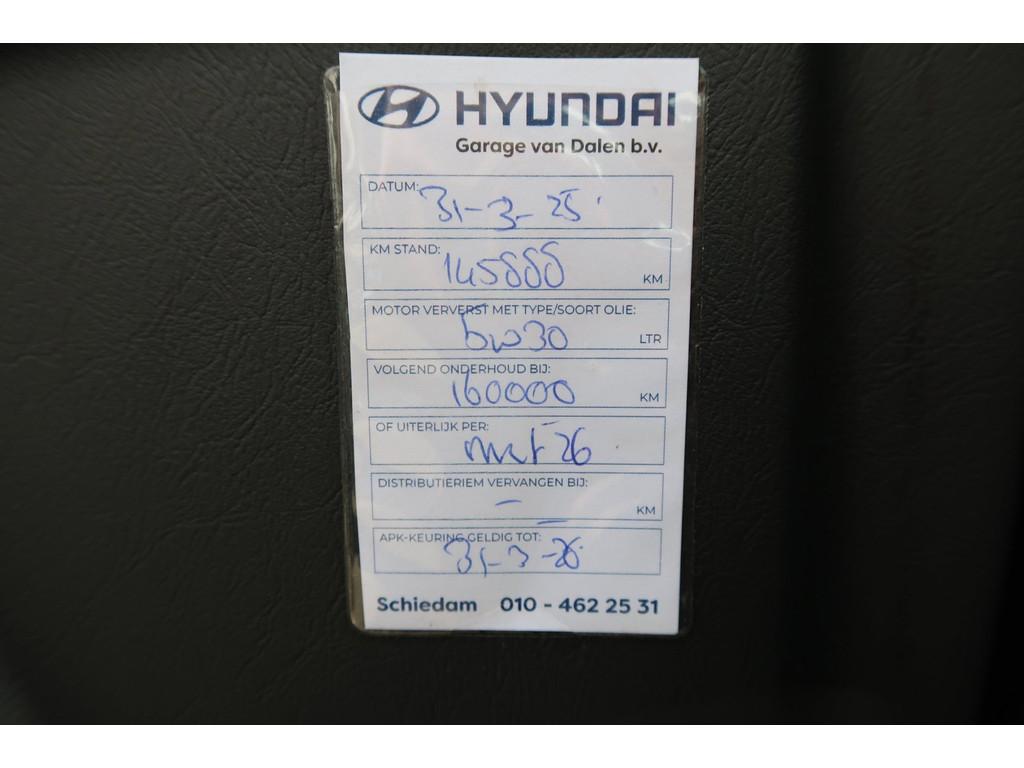 HYUNDAI
Garage van Dalen b.v.
DATUM: 31-3-25
KM STAND: 145888 KM
MOTOR VERVERST MET TYPE/SOORT OLIE: 5w30 LTR
VOLGEND ONDERHOUD BIJ: 160000 KM
OF UITERLIJK PER: mrt 26
DISTRIBUTIERIEM VERVANGEN BIJ: - KM
APK-KEURING GELDIG TOT: 31-3-26
Schiedam 010 - 462 25 31